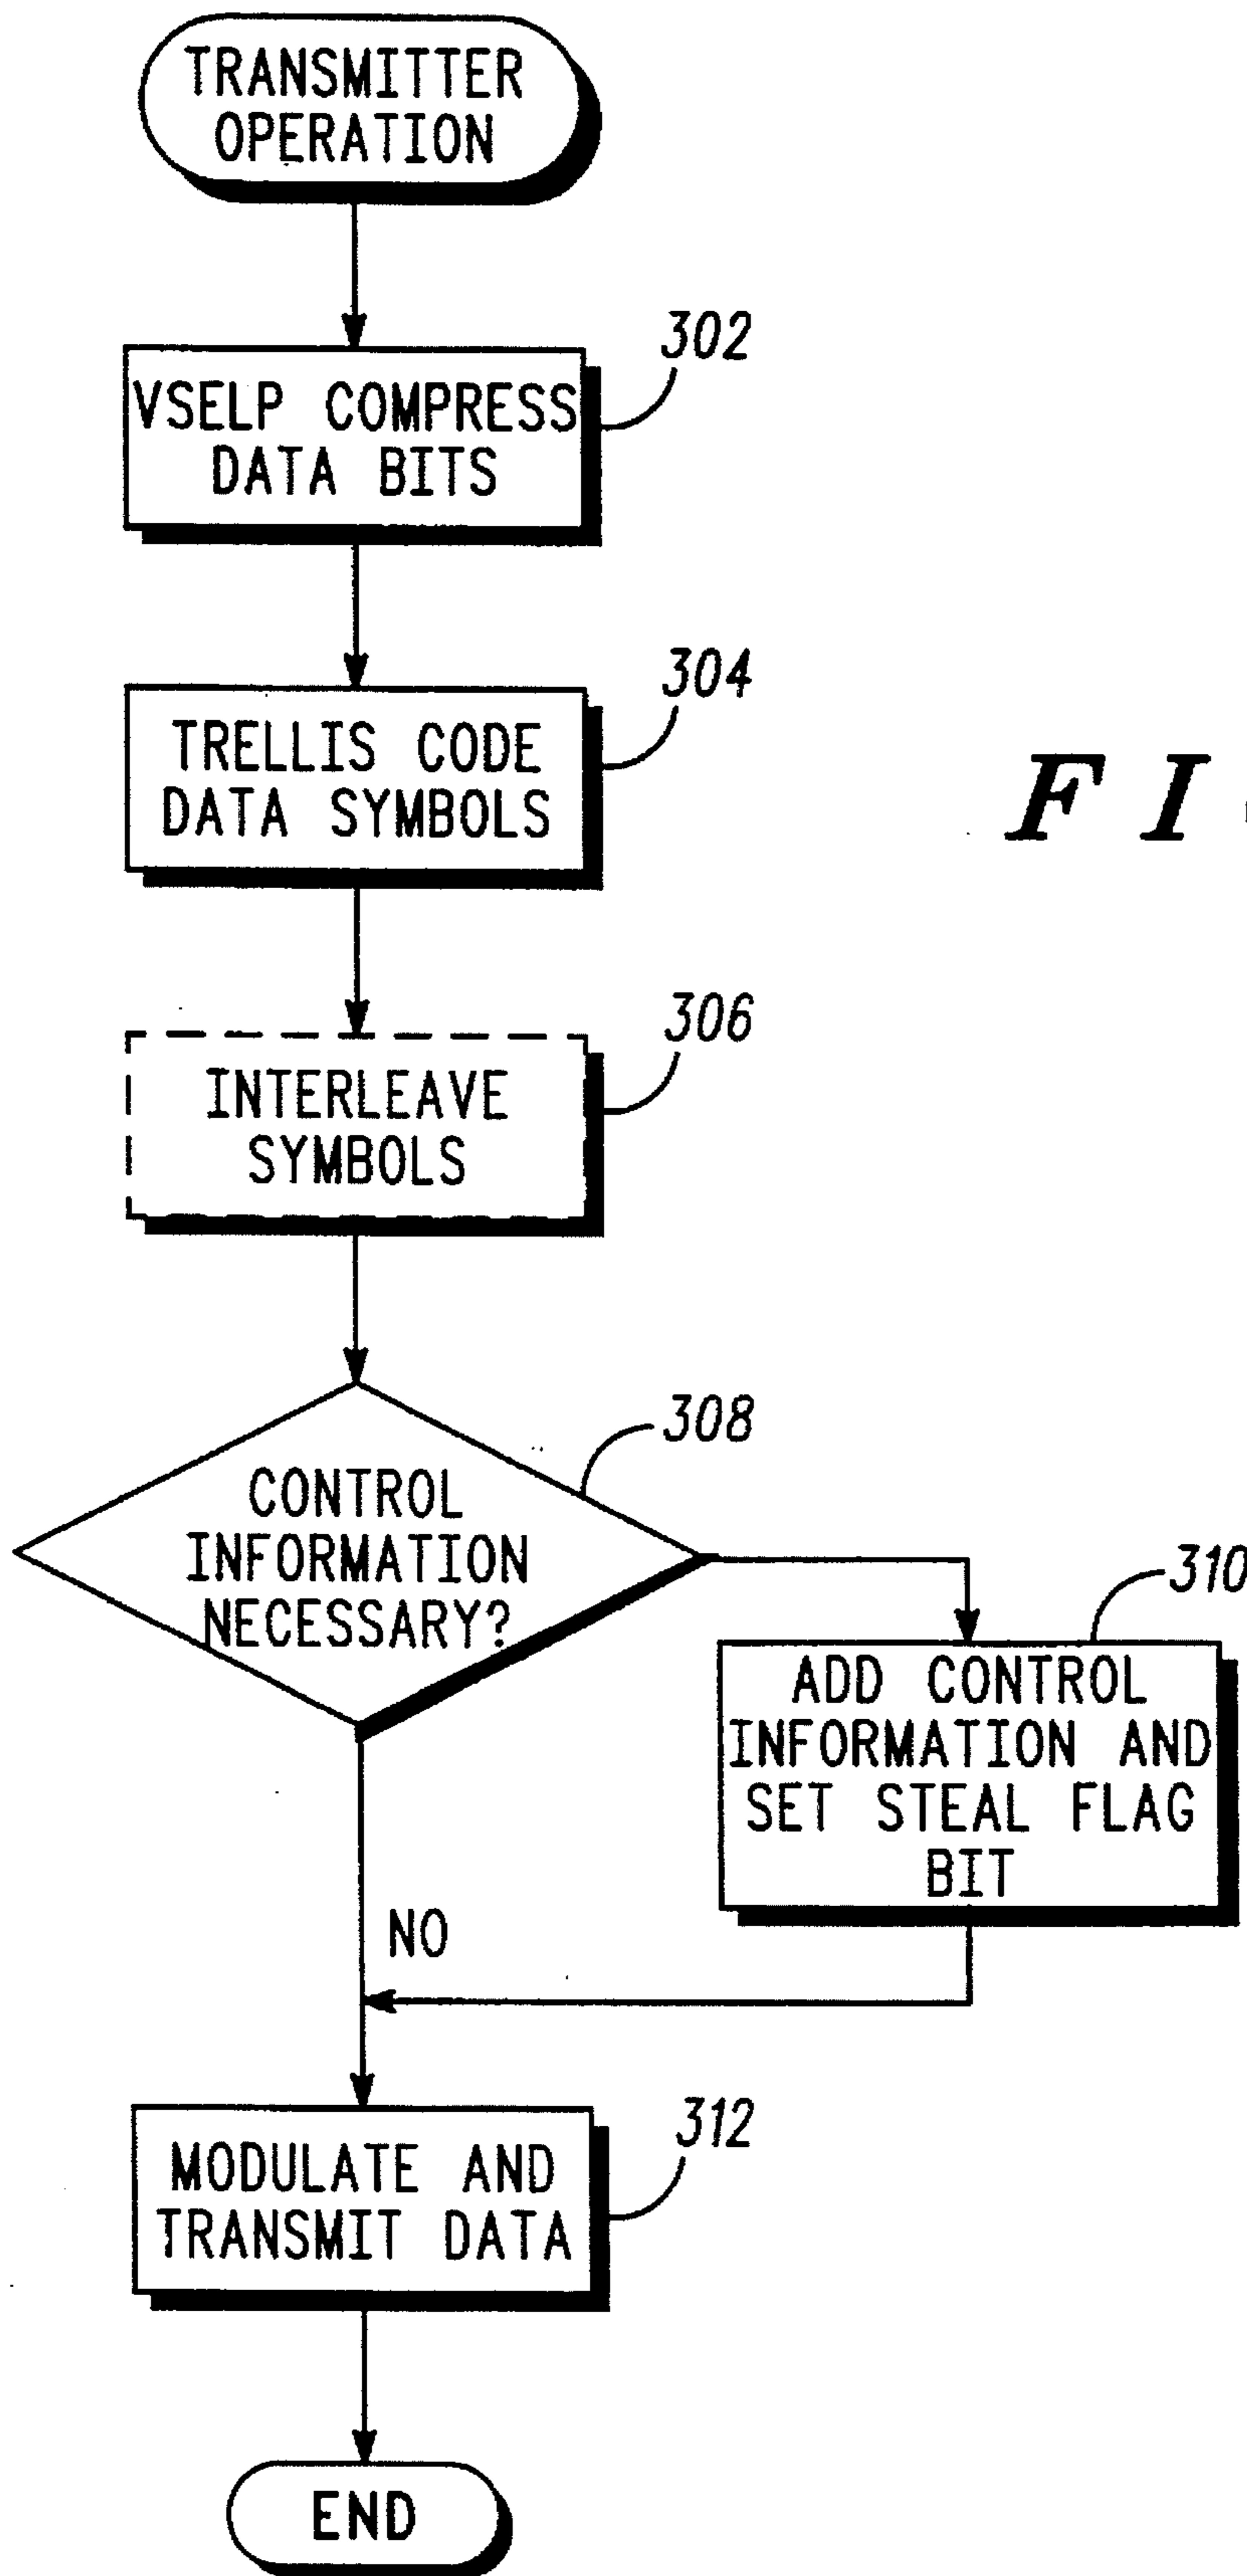 TRANSMITTER
OPERATION
302
VSELP COMPRESS
DATA BITS
304
TRELLIS CODE
DATA SYMBOLS
F I
306
INTERLEAVE
SYMBOLS
308
CONTROL
INFORMATION
NECESSARY?
310
ADD CONTROL
INFORMATION AND
SET STEAL FLAG
BIT
NO
312
MODULATE AND
TRANSMIT DATA
END